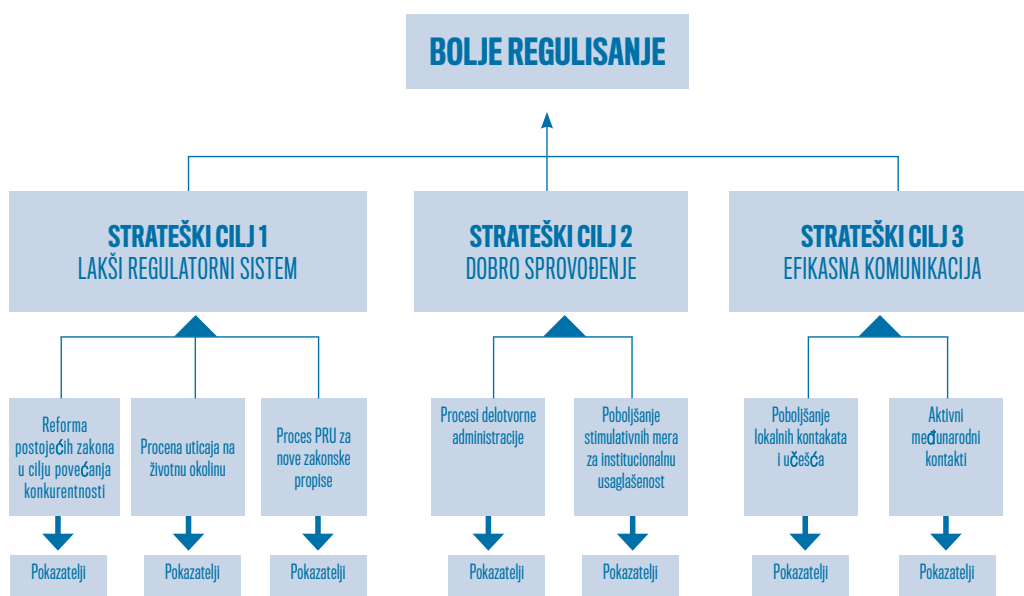 BOLJE REGULISANJE
STRATEŠKI CILJ 1
LAKŠI REGULATORNI SISTEM
STRATEŠKI CILJ 2
DOBRO SPROVOĐENJE
STRATEŠKI CILJ 3
EFIKASNA KOMUNIKACIJA
Reforma
postojećih zakona
u cilju povećanja
konkurentnosti
Procena uticaja na
životnu okolinu
Proces PRU za
nove zakonske
propise
Procesi delotvorne
administracije
Poboljšanje
stimulativnih mera
za institucionalnu
usaglašenost
Poboljšanje
lokalnih kontakata
i učešća
Aktivni
međunarodni
kontakti
Pokazatelji
Pokazatelji
Pokazatelji
Pokazatelji
Pokazatelji
Pokazatelji
Pokazatelji